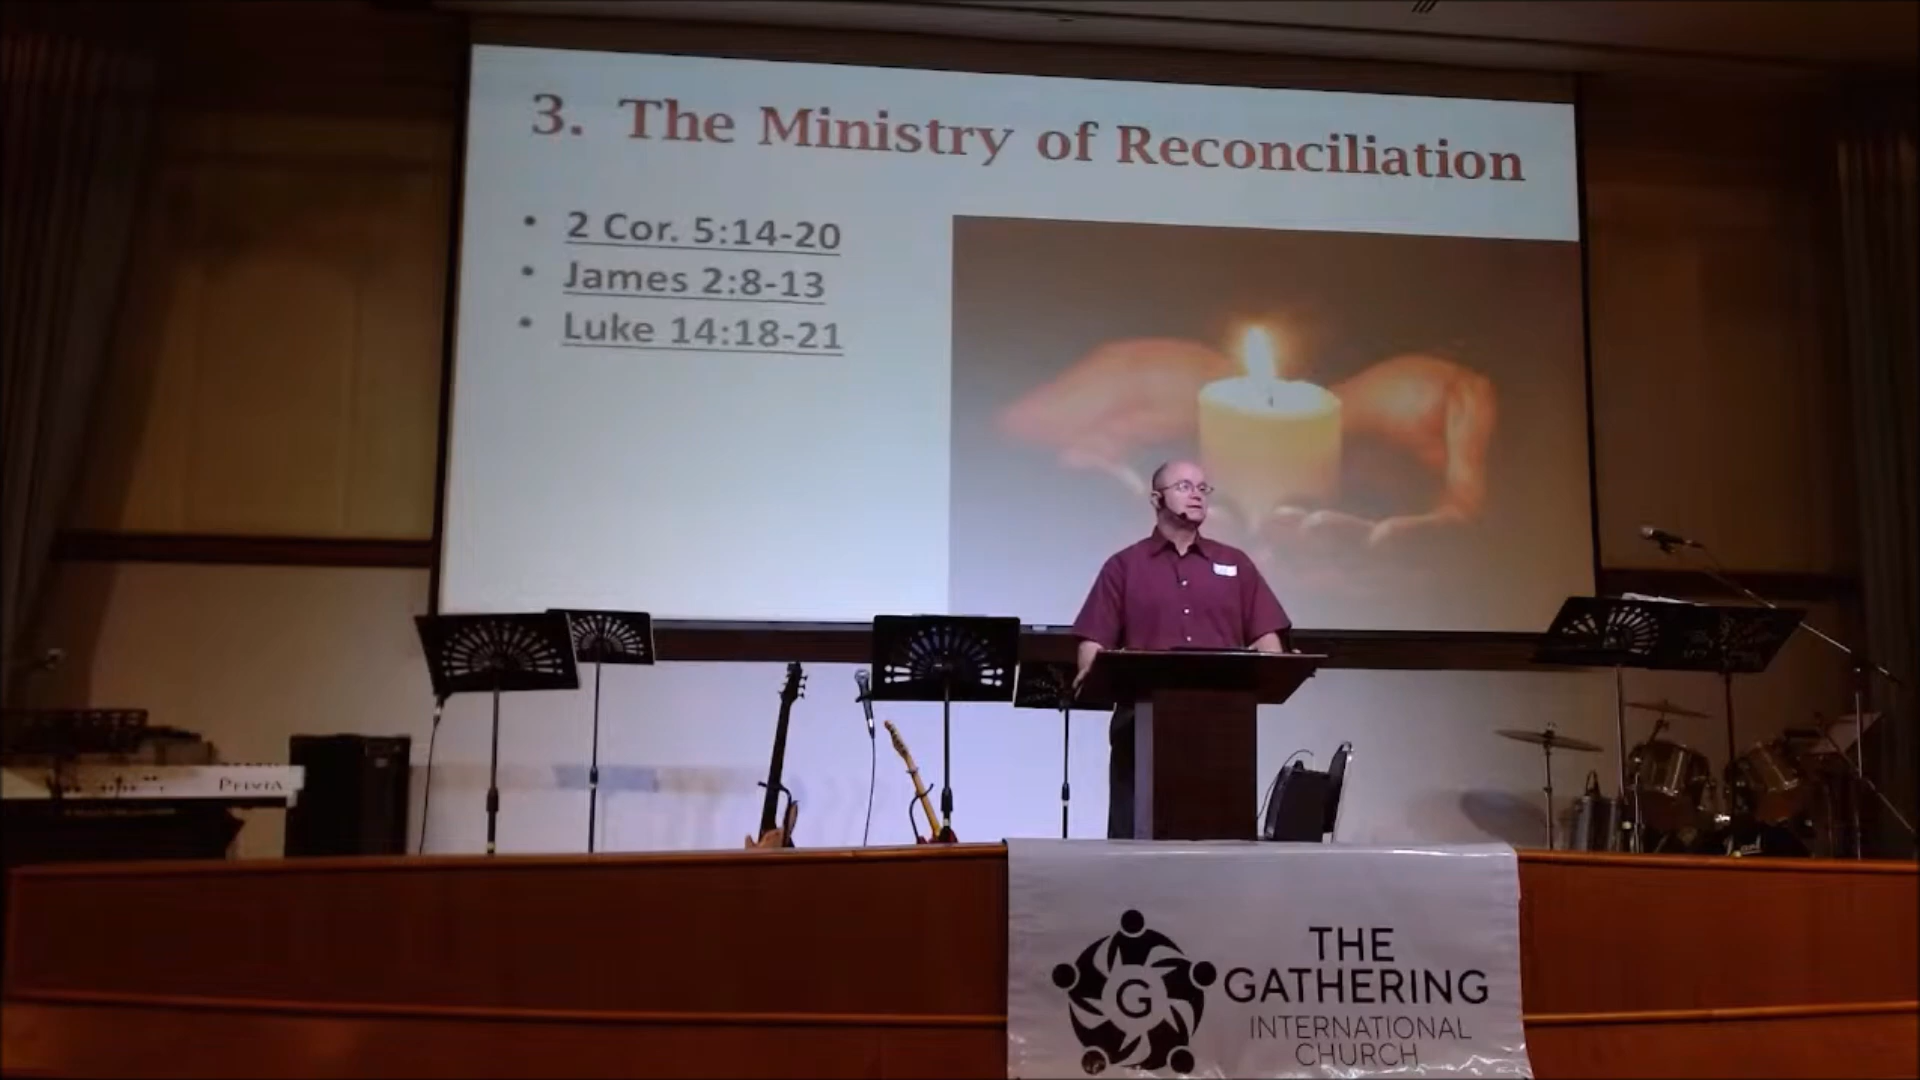 3. The Ministry of Reconciliation
• 2 Cor. 5:14-20
• James 2:8-13
• Luke 14:18-21
PRIVIA
G
THE
GATHERING
INTERNATIONAL
CHURCH